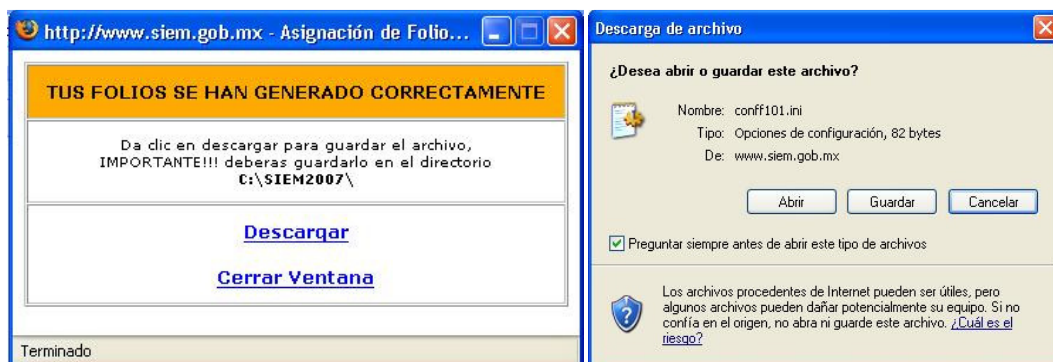 http://www.siem.gob.mx - Asignación de Folio...
TUS FOLIOS SE HAN GENERADO CORRECTAMENTE
Da clic en descargar para guardar el archivo,
IMPORTANTE!!! deberas guardarlo en el directorio
C:\SIEM2007\
Descargar
Cerrar Ventana
Terminado
Descarga de archivo
¿Desea abrir o guardar este archivo?
Nombre: conff101.ini
Tipo: Opciones de configuración, 82 bytes
De: www.siem.gob.mx
Abrir Guardar Cancelar
Preguntar siempre antes de abrir este tipo de archivos
Los archivos procedentes de Internet pueden ser útiles, pero
algunos archivos pueden dañar potencialmente su equipo. Si no
confía en el origen, no abra ni guarde este archivo. ¿Cuál es el
riesgo?